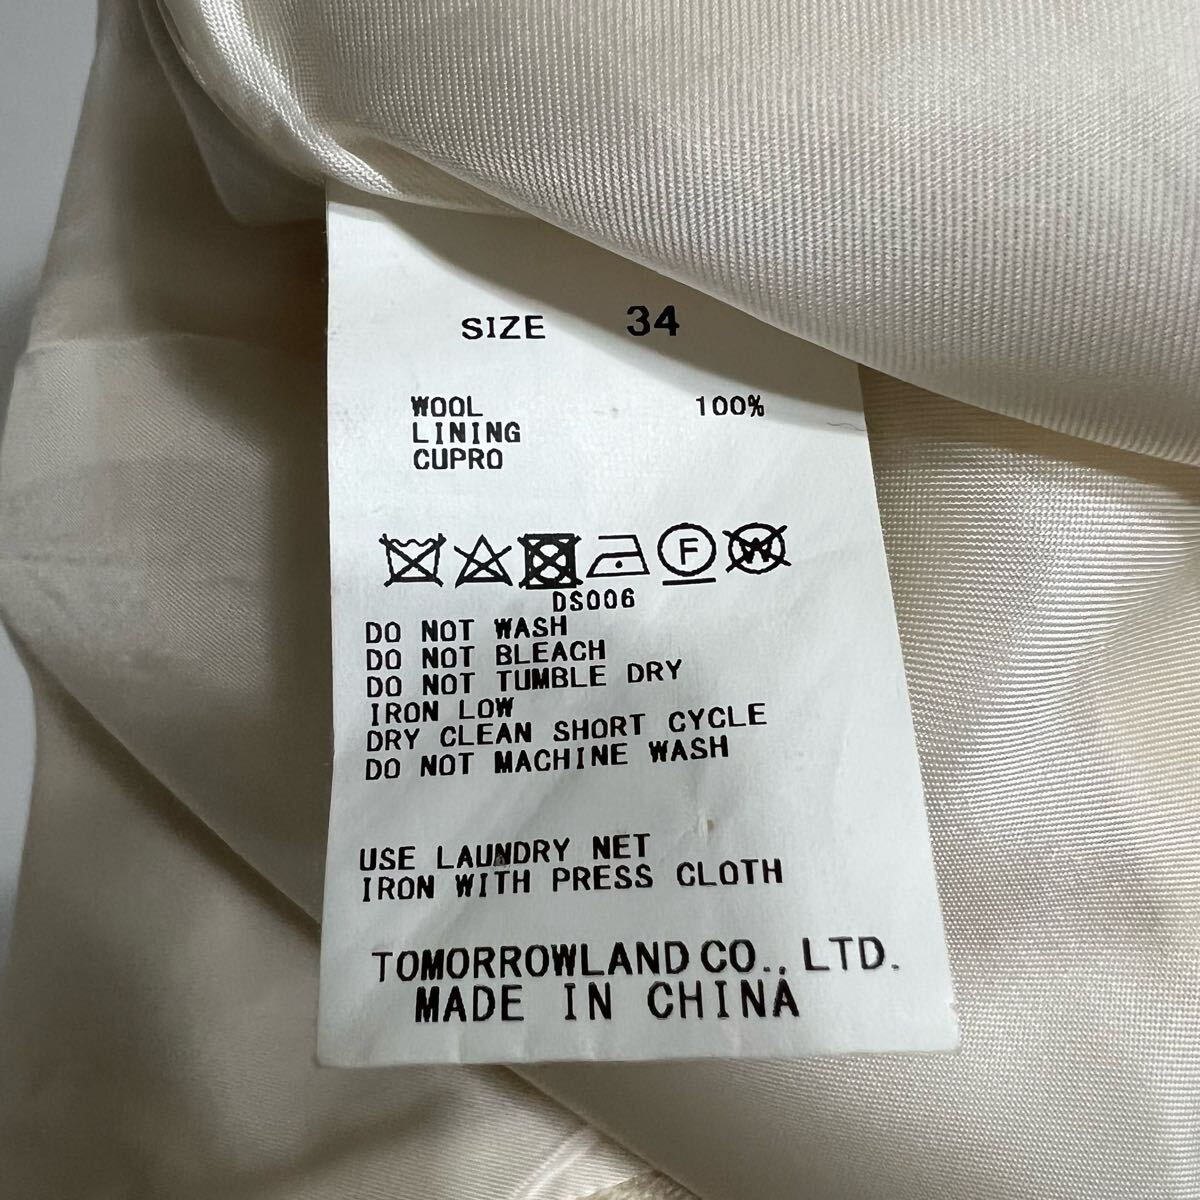 SIZE 34
WOOL 100%
LINING
CUPRO
F W
DS006
DO NOT WASH
DO NOT BLEACH
DO NOT TUMBLE DRY
IRON LOW
DRY CLEAN SHORT CYCLE
DO NOT MACHINE WASH
USE LAUNDRY NET
IRON WITH PRESS CLOTH
TOMORROWLAND CO., LTD.
MADE IN CHINA